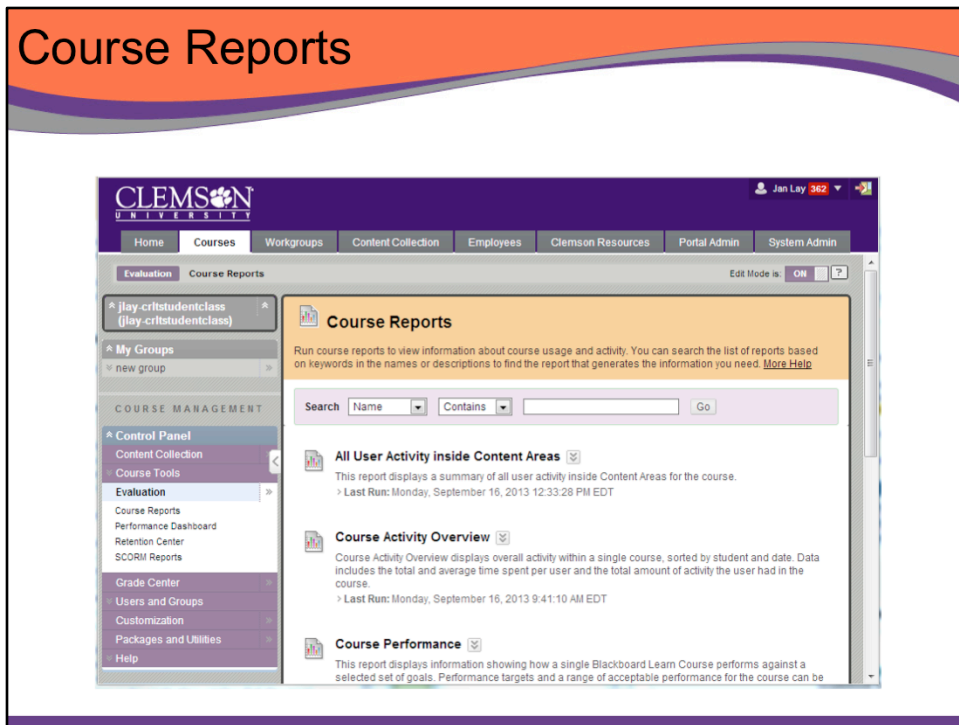 Course Reports
CLEMSON
UNIVERSITY
Jan Lay 362
Home Courses Workgroups Content Collection Employees Clemson Resources Portal Admin System Admin
Evaluation Course Reports
Edit Mode is: ON ?
jlay-crltstudentclass
(jlay-crltstudentclass)
My Groups
new group
COURSE MANAGEMENT
Control Panel
Content Collection
Course Tools
Evaluation
Course Reports
Performance Dashboard
Retention Center
SCORM Reports
Grade Center
Users and Groups
Customization
Packages and Utilities
Help
Course Reports
Run course reports to view information about course usage and activity. You can search the list of reports based
on keywords in the names or descriptions to find the report that generates the information you need. More Help
Search Name Contains Go
All User Activity inside Content Areas
This report displays a summary of all user activity inside Content Areas for the course.
> Last Run: Monday, September 16, 2013 12:33:28 PM EDT
Course Activity Overview
Course Activity Overview displays overall activity within a single course, sorted by student and date. Data
includes the total and average time spent per user and the total amount of activity the user had in the
course.
> Last Run: Monday, September 16, 2013 9:41:10 AM EDT
Course Performance
This report displays information showing how a single Blackboard Learn Course performs against a
selected set of goals. Performance targets and a range of acceptable performance for the course can be